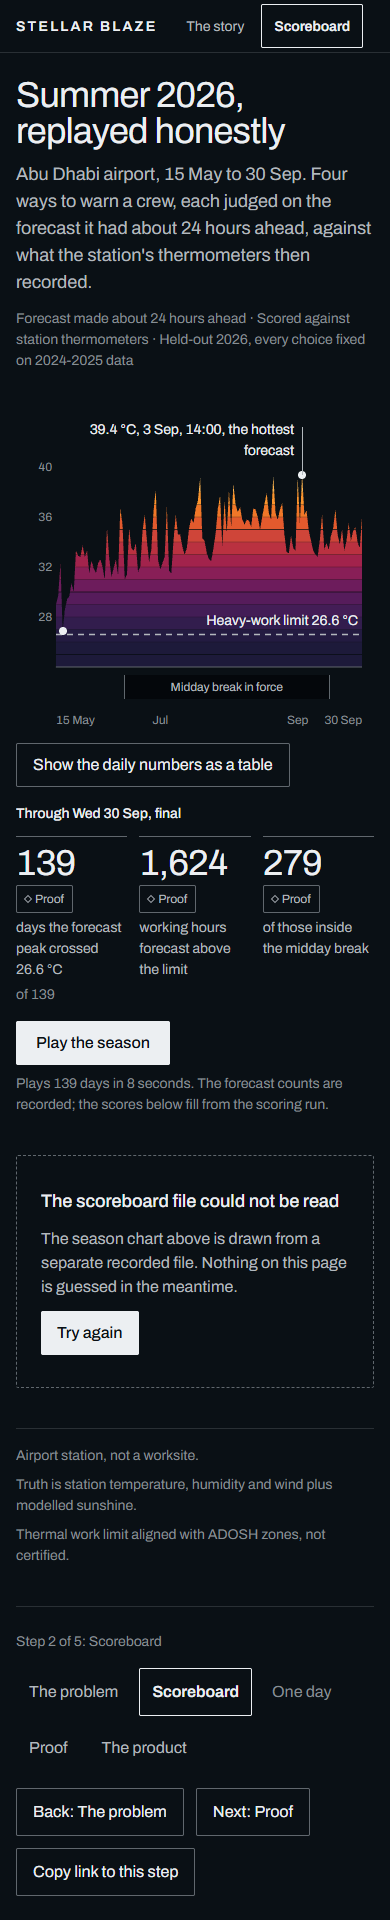 STELLAR BLAZE
The story
Scoreboard
Summer 2026,
replayed honestly
Abu Dhabi airport, 15 May to 30 Sep. Four
ways to warn a crew, each judged on the
forecast it had about 24 hours ahead, against
what the station's thermometers then
recorded.
Forecast made about 24 hours ahead · Scored against
station thermometers · Held-out 2026, every choice fixed
on 2024-2025 data
39.4 °C, 3 Sep, 14:00, the hottest
forecast
40
36
32
28
Heavy-work limit 26.6 °C
Midday break in force
15 May
Jul
Sep
30 Sep
Show the daily numbers as a table
Through Wed 30 Sep, final
139
◇ Proof
days the forecast
peak crossed
26.6 °C
of 139
1,624
◇ Proof
working hours
forecast above
the limit
279
◇ Proof
of those inside
the midday break
Play the season
Plays 139 days in 8 seconds. The forecast counts are
recorded; the scores below fill from the scoring run.
The scoreboard file could not be read
The season chart above is drawn from a
separate recorded file. Nothing on this page
is guessed in the meantime.
Try again
Airport station, not a worksite.
Truth is station temperature, humidity and wind plus
modelled sunshine.
Thermal work limit aligned with ADOSH zones, not
certified.
Step 2 of 5: Scoreboard
The problem
Scoreboard
One day
Proof
The product
Back: The problem
Next: Proof
Copy link to this step